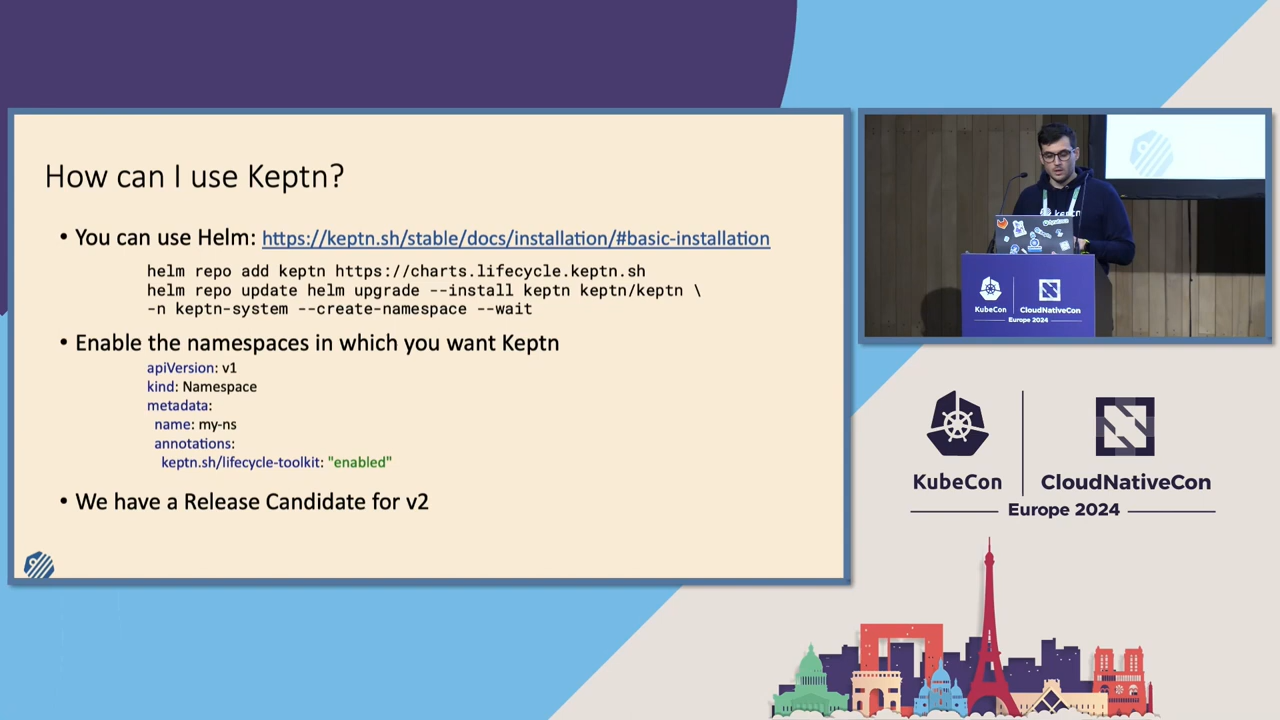 How can I use Keptn?
• You can use Helm: https://keptn.sh/stable/docs/installation/#basic-installation
helm repo add keptn https://charts.lifecycle.keptn.sh
helm repo update helm upgrade --install keptn keptn/keptn \
-n keptn-system --create-namespace --wait
• Enable the namespaces in which you want Keptn
apiVersion: v1
kind: Namespace
metadata:
name: my-ns
annotations:
keptn.sh/lifecycle-toolkit: "enabled"
• We have a Release Candidate for v2
keptn
KubeCon
CloudNativeCon
Europe 2024
KubeCon
CloudNativeCon
Europe 2024